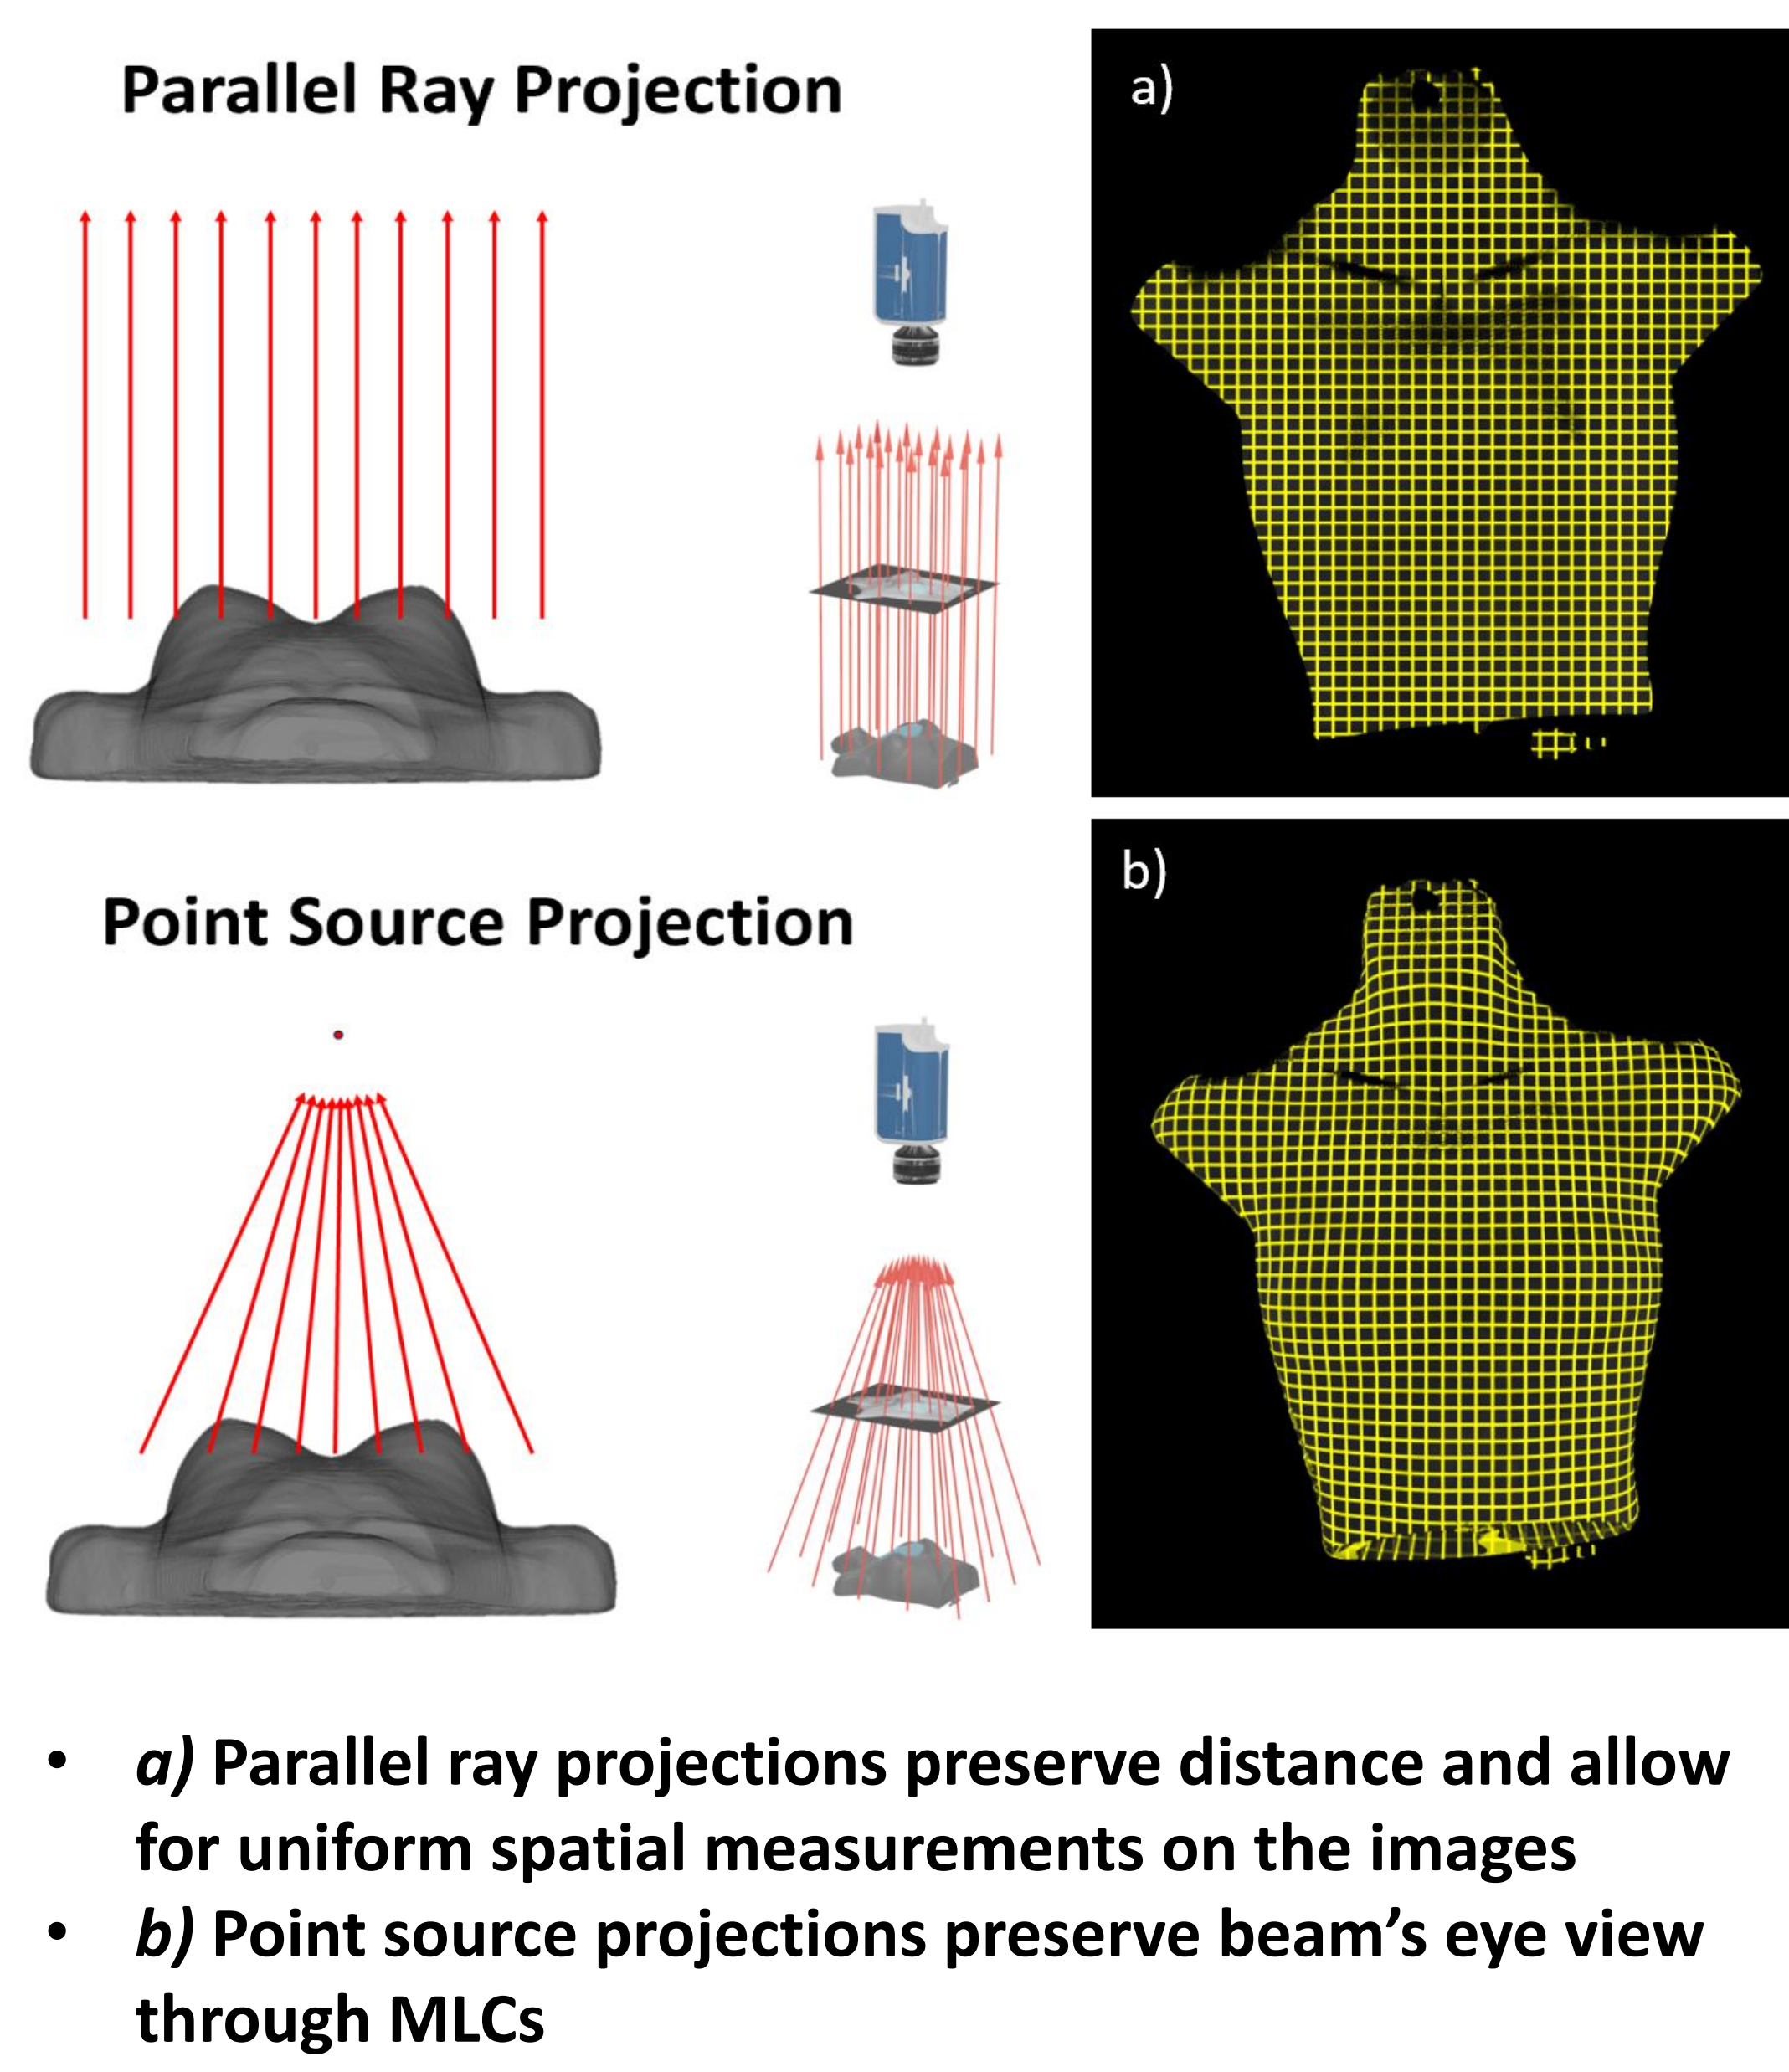 Parallel Ray Projection
a)
Point Source Projection
b)
• a) Parallel ray projections preserve distance and allow
for uniform spatial measurements on the images
• b) Point source projections preserve beam’s eye view
through MLCs